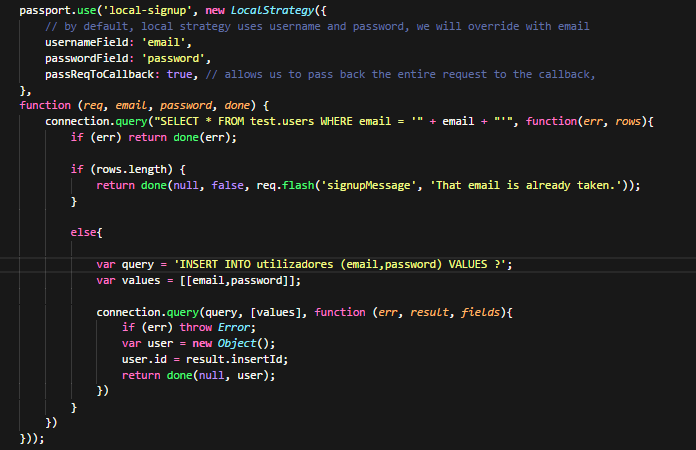 passport.use('local-signup', new LocalStrategy({
    // by default, local strategy uses username and password, we will override with email
    usernameField: 'email',
    passwordField: 'password',
    passReqToCallback: true, // allows us to pass back the entire request to the callback,
},
function (req, email, password, done) {
    connection.query("SELECT * FROM test.users WHERE email = '" + email + "'", function(err, rows){
        if (err) return done(err);
        if (rows.length) {
            return done(null, false, req.flash('signupMessage', 'That email is already taken.'));
        }
        else{
            var query = 'INSERT INTO utilizadores (email,password) VALUES ?';
            var values = [[email,password]];
            connection.query(query, [values], function (err, result, fields){
                if (err) throw Error;
                var user = new Object();
                user.id = result.insertId;
                return done(null, user);
            })
        }
    })
}));